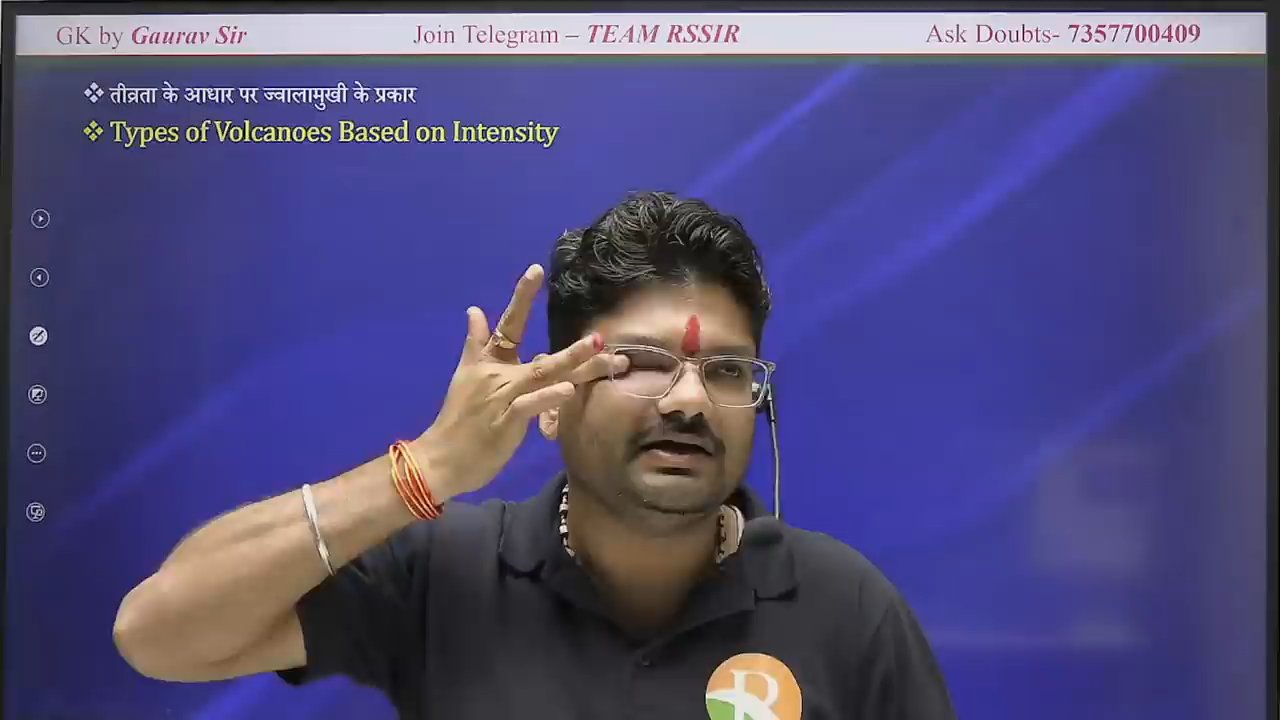 GK by Gaurav Sir Join Telegram – TEAM RSSIR Ask Doubts- 7357700409
❖ तीव्रता के आधार पर ज्वालामुखी के प्रकार
❖ Types of Volcanoes Based on Intensity
R